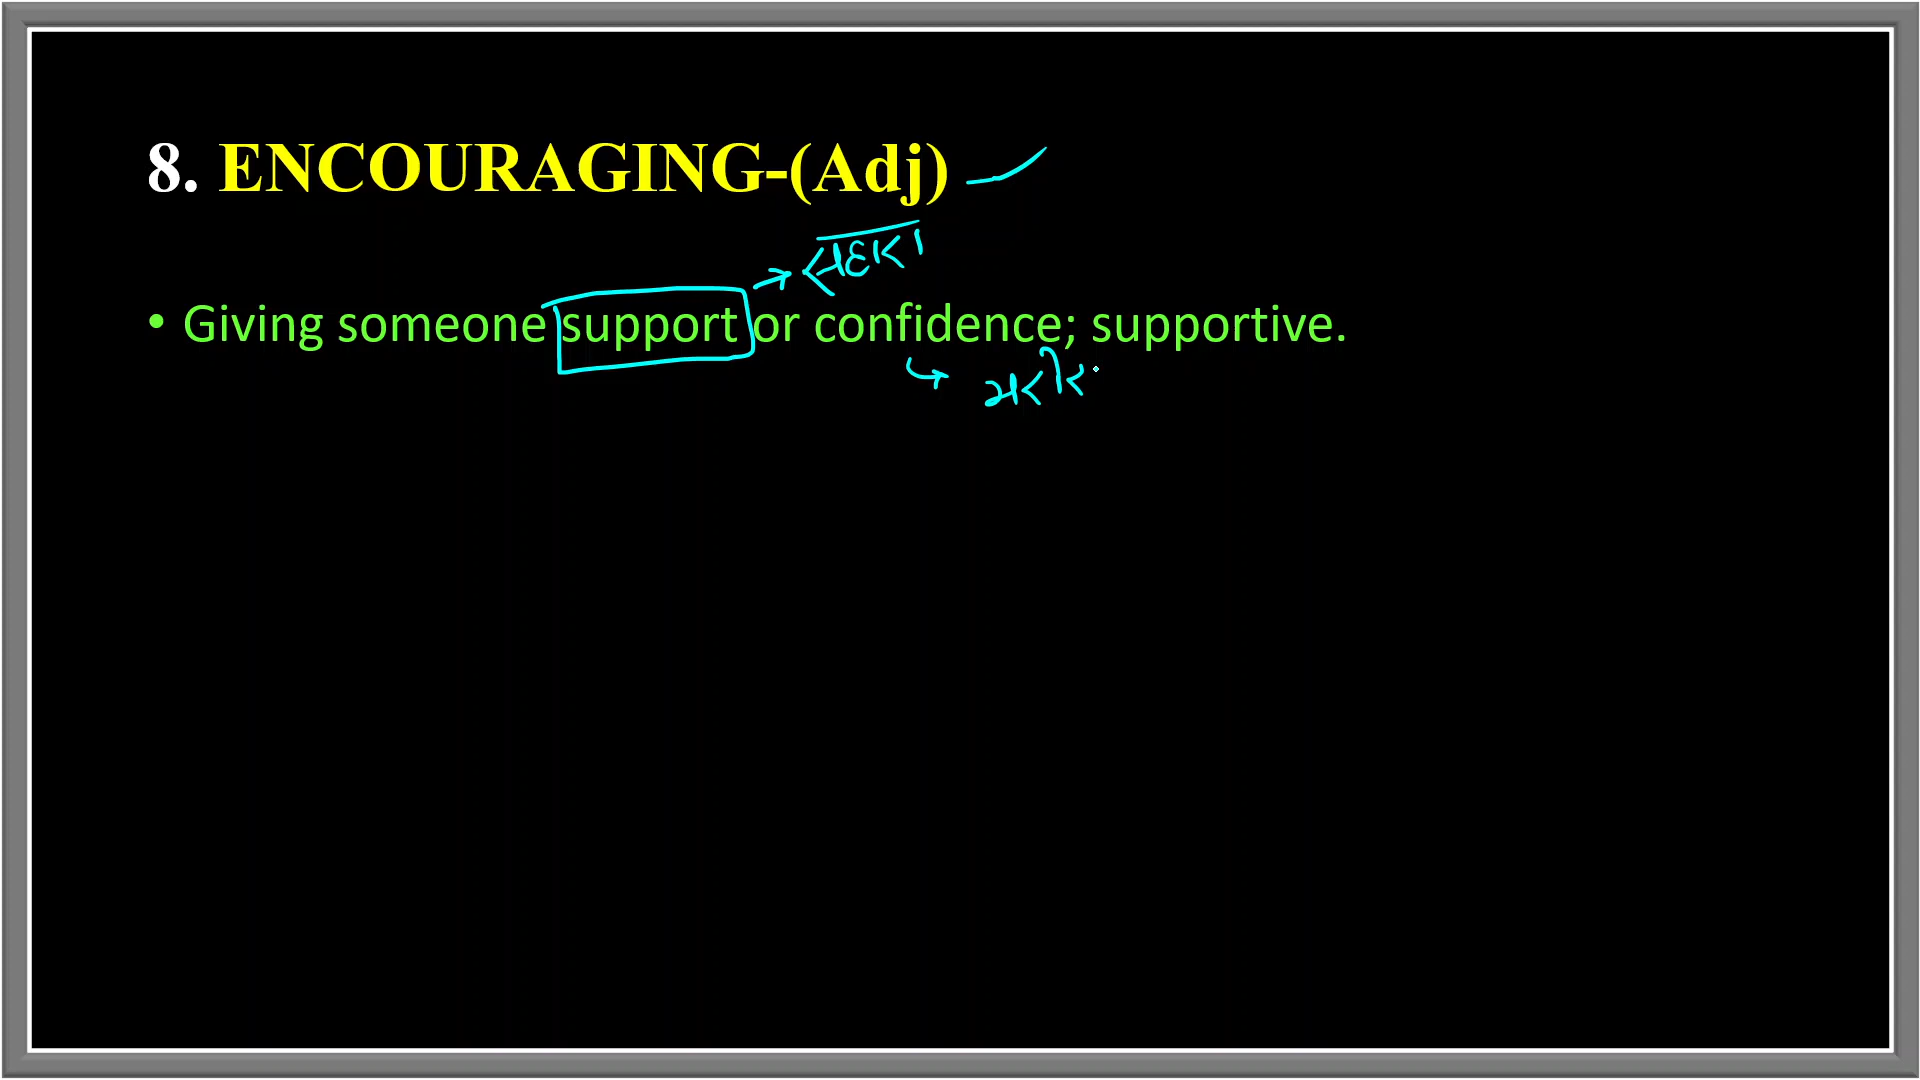 8. ENCOURAGING-(Adj)
सहारा
• Giving someone support or confidence; supportive.